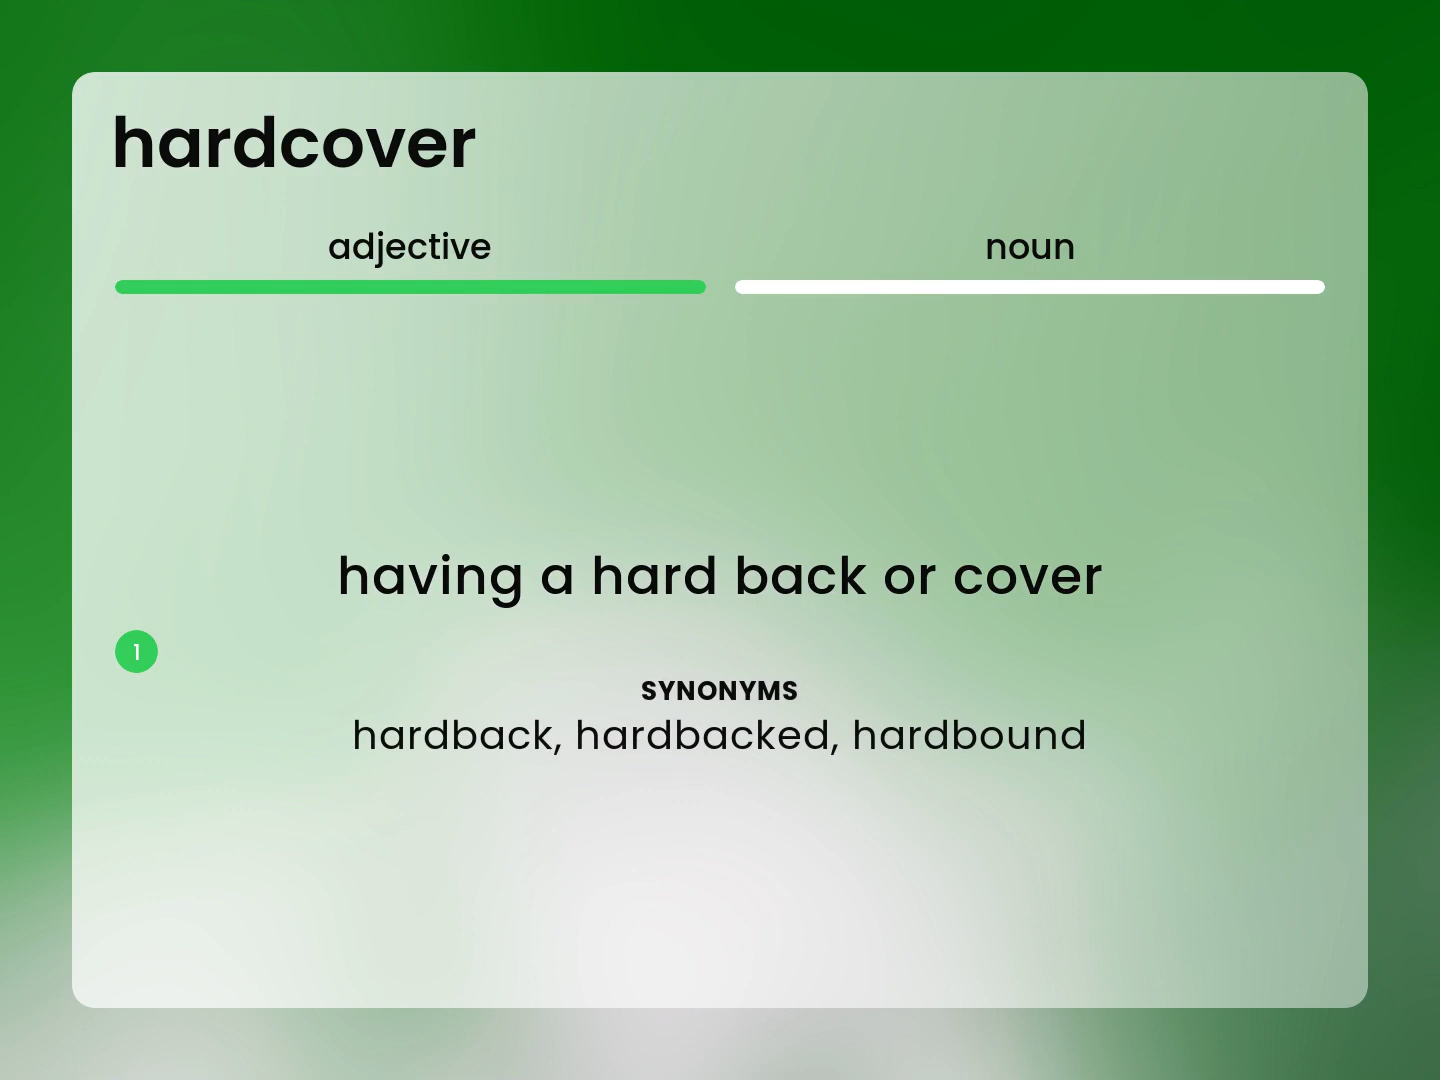 hardcover
adjective
noun
having a hard back or cover
1
SYNONYMS
hardback, hardbacked, hardbound